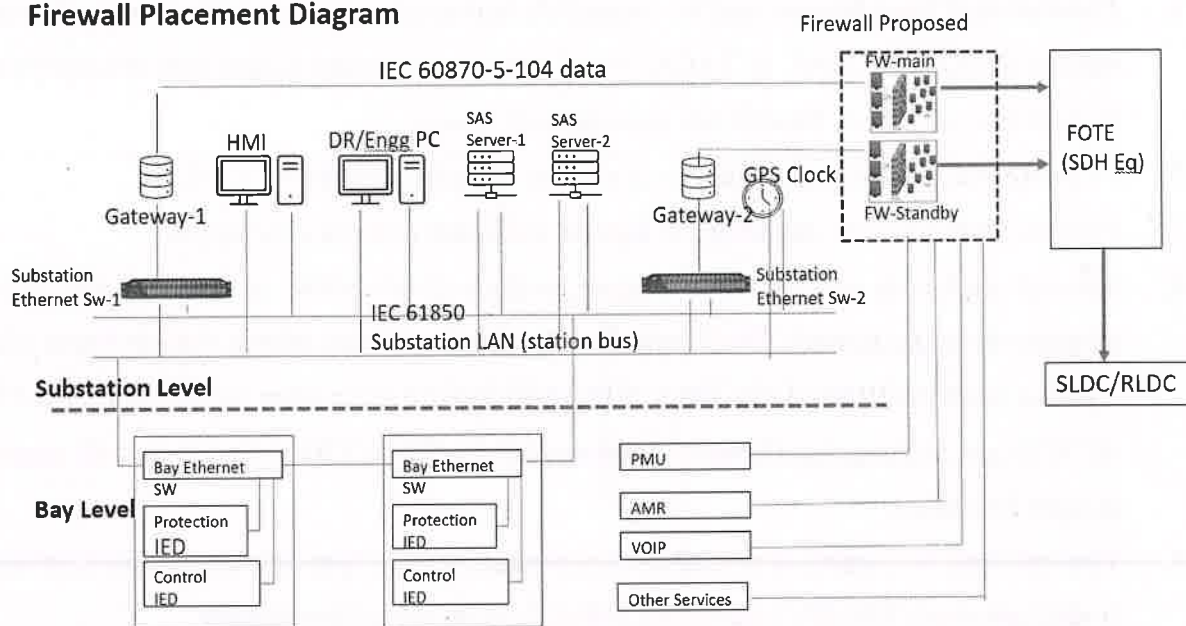 Firewall Placement Diagram
Firewall Proposed
IEC 60870-5-104 data
FW-main
FOTE
(SDH Eq)
HMI
DR/Engg PC
SAS
Server-1
SAS
Server-2
GPS Clock
Gateway-1
Gateway-2
FW-Standby
Substation
Ethernet Sw-1
Substation
Ethernet Sw-2
IEC 61850
Substation LAN (station bus)
SLDC/RLDC
Substation Level
Bay Level
Bay Ethernet
SW
Protection
IED
Control
IED
Bay Ethernet
SW
Protection
IED
Control
IED
PMU
AMR
VOIP
Other Services